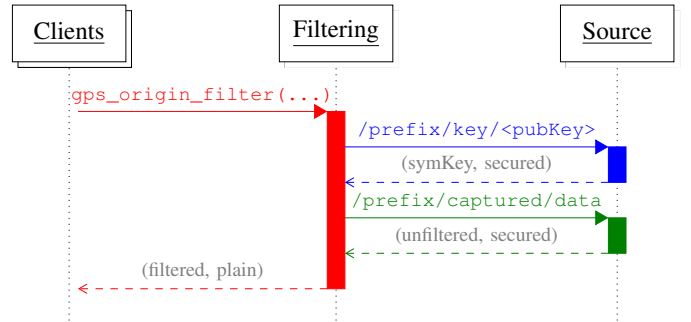 Clients
Filtering
Source
gps_origin_filter(...)
/prefix/key/<pubKey>
(symKey, secured)
/prefix/captured/data
(unfiltered, secured)
(filtered, plain)